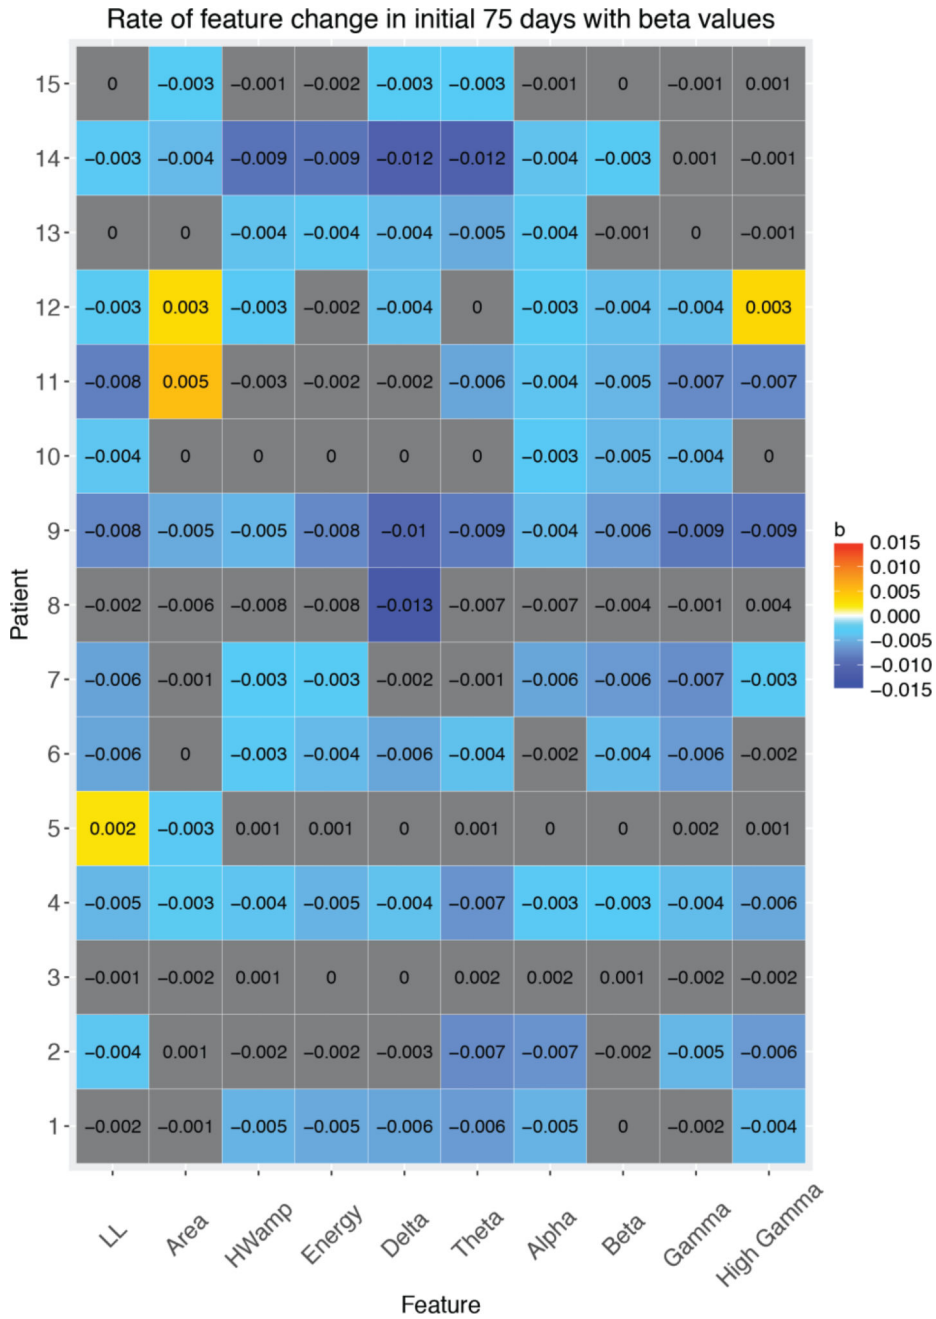 Rate of feature change in initial 75 days with beta values
15 0 −0.003 −0.001 −0.002 −0.003 −0.003 −0.001 0 −0.001 0.001
14 −0.003 −0.004 −0.009 −0.009 −0.012 −0.012 −0.004 −0.003 0.001 −0.001
13 0 0 −0.004 −0.004 −0.004 −0.005 −0.004 −0.001 0 −0.001
12 −0.003 0.003 −0.003 −0.002 −0.004 0 −0.003 −0.004 −0.004 0.003
11 −0.008 0.005 −0.003 −0.002 −0.002 −0.006 −0.004 −0.005 −0.007 −0.007
10 −0.004 0 0 0 0 0 −0.003 −0.005 −0.004 0
9 −0.008 −0.005 −0.005 −0.008 −0.01 −0.009 −0.004 −0.006 −0.009 −0.009
8 −0.002 −0.006 −0.008 −0.008 −0.013 −0.007 −0.007 −0.004 −0.001 0.004
7 −0.006 −0.001 −0.003 −0.003 −0.002 −0.001 −0.006 −0.006 −0.007 −0.003
6 −0.006 0 −0.003 −0.004 −0.006 −0.004 −0.002 −0.004 −0.006 −0.002
5 0.002 −0.003 0.001 0.001 0 0.001 0 0 0.002 0.001
4 −0.005 −0.003 −0.004 −0.005 −0.004 −0.007 −0.003 −0.003 −0.004 −0.006
3 −0.001 −0.002 0.001 0 0 0.002 0.002 0.001 −0.002 −0.002
2 −0.004 0.001 −0.002 −0.002 −0.003 −0.007 −0.007 −0.002 −0.005 −0.006
1 −0.002 −0.001 −0.005 −0.005 −0.006 −0.006 −0.005 0 −0.002 −0.004
LL Area HWamp Energy Delta Theta Alpha Beta Gamma High Gamma
Feature
Patient
b
0.015
0.010
0.005
0.000
−0.005
−0.010
−0.015